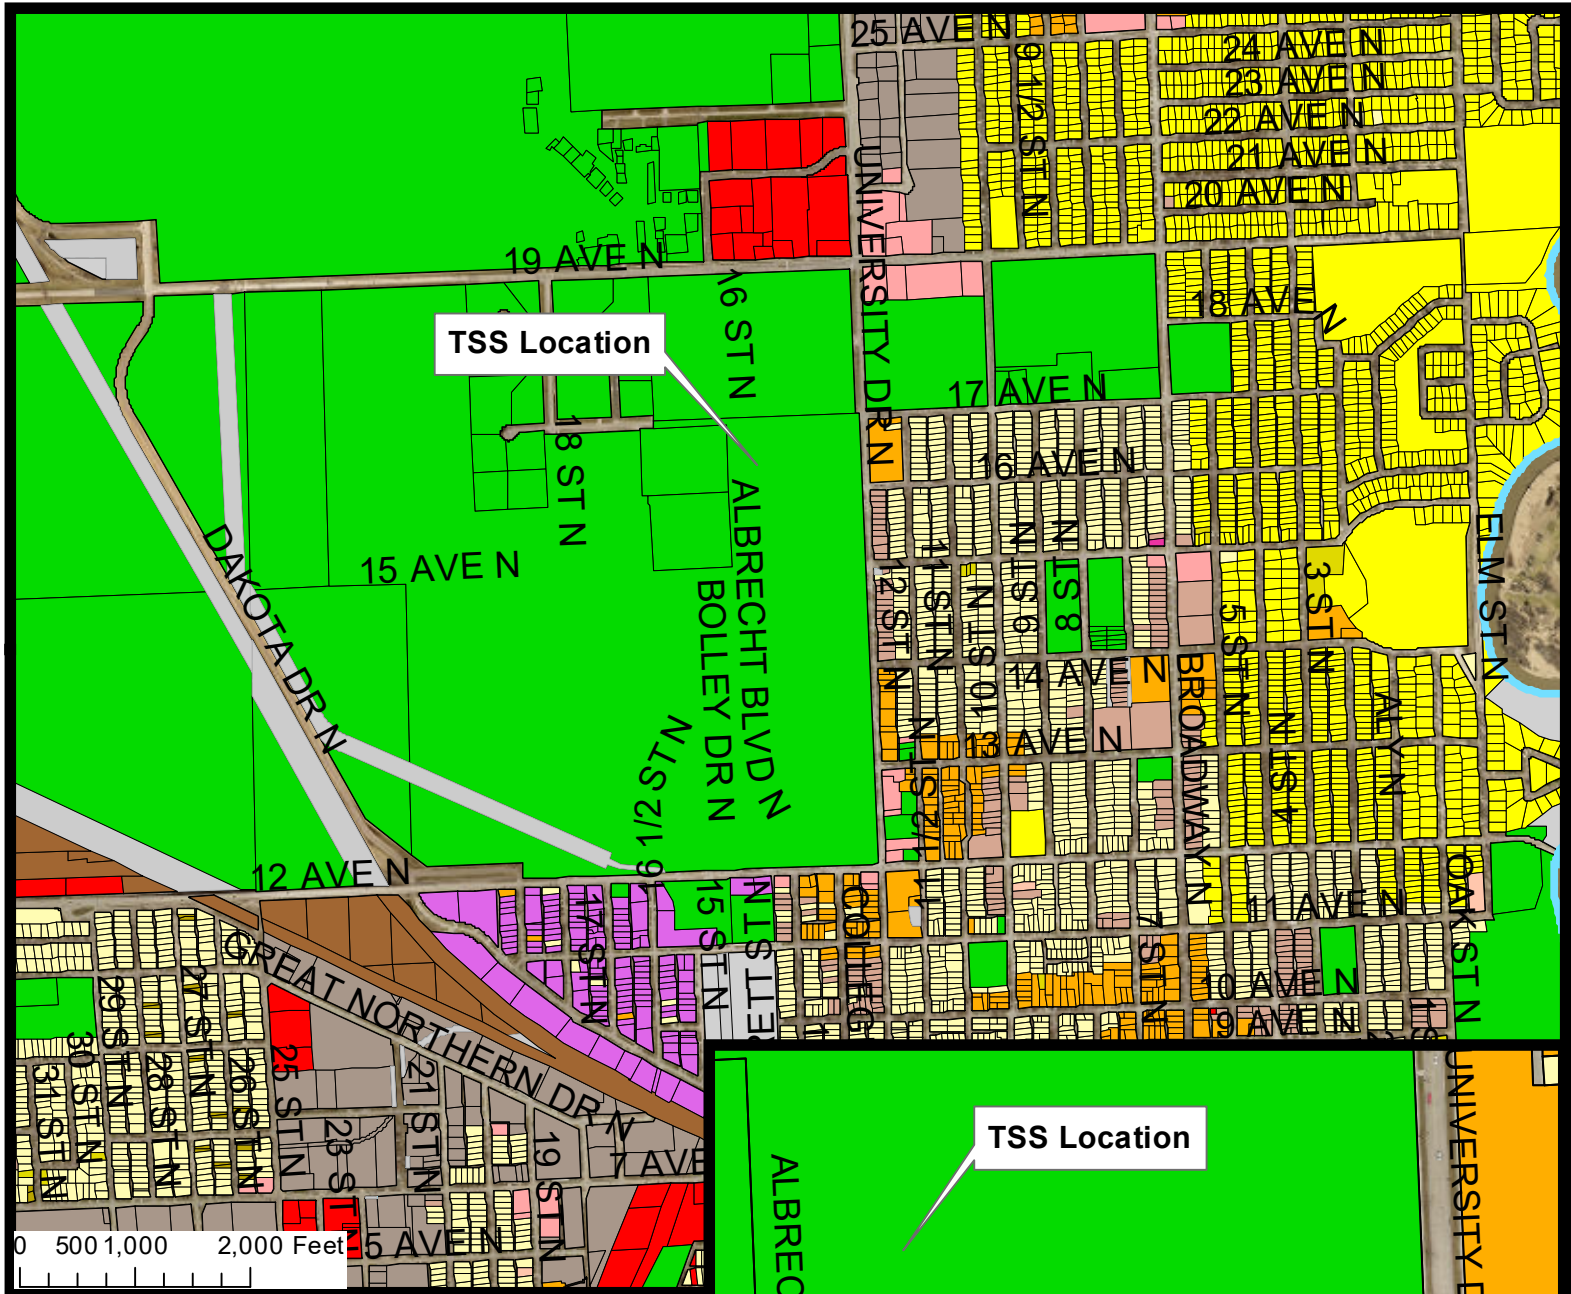 25 AVE N
9 1/2 ST N
24 AVE N
23 AVE N
22 AVE N
21 AVE N
20 AVE N
UNIVERSITY DR N
19 AVE N
16 ST N
18 AVE N
TSS Location
17 AVE N
18 ST N
16 AVE N
ALBRECHT BLVD N
BOLLEY DR N
15 AVE N
DAKOTA DR N
12 ST N
11 ST N
10 ST N
9 ST N
8 ST N
3 ST N
5 ST N
ELM ST N
14 AVE N
BROADWAY N
13 AVE N
4 ST N
AL Y N
16 1/2 ST N
11 1/2 ST N
12 AVE N
17 ST N
15 ST N
11 AVE N
OAK ST N
7 ST N
10 AVE N
9 AVE N
GREAT NORTHERN DR N
31 ST N
30 ST N
29 ST N
28 ST N
27 ST N
26 ST N
25 ST N
23 ST N
21 ST N
19 ST N
7 AVE
5 AVE N
0 500 1,000 2,000 Feet
TSS Location
ALBREC
UNIVERSITY D